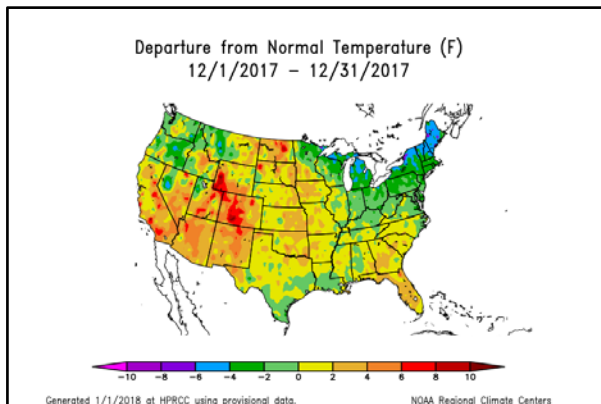 Departure from Normal Temperature (F)
12/1/2017 – 12/31/2017
-10 -8 -6 -4 -2 0 2 4 6 8 10
Generated 1/1/2018 at HPRCC using provisional data. NOAA Regional Climate Centers